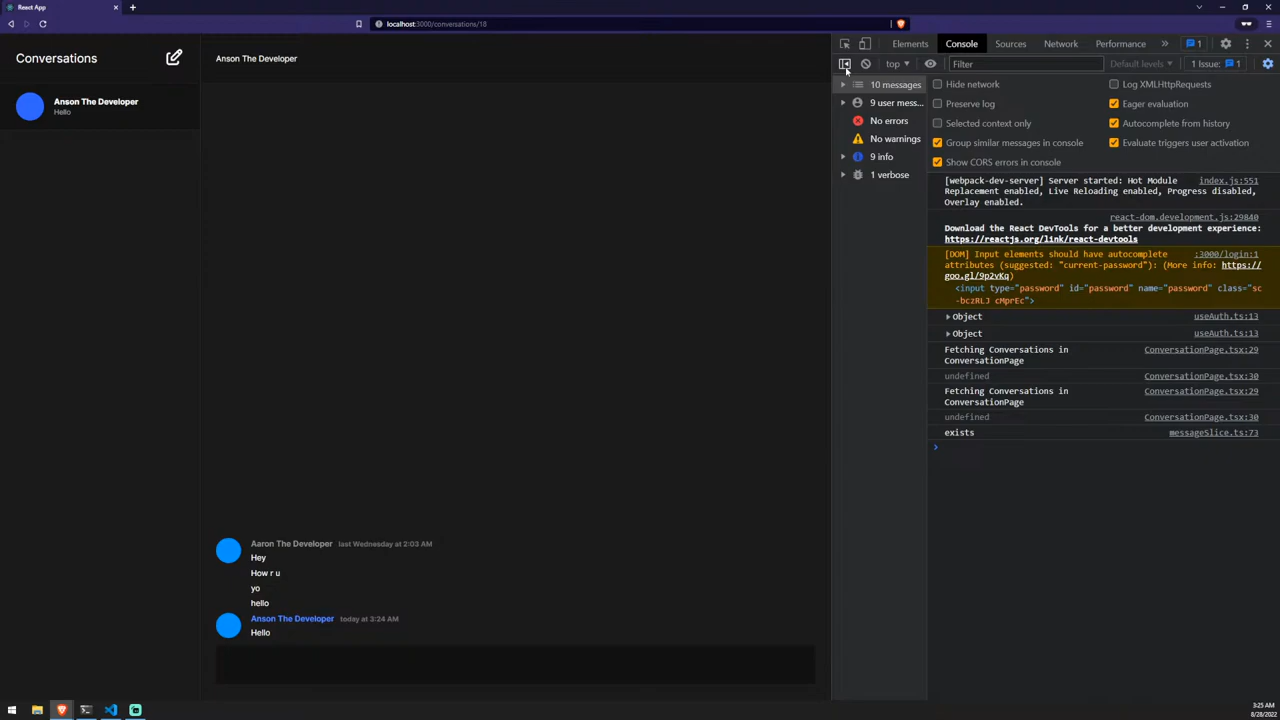 React App
localhost:3000/conversations/18
Conversations
Anson The Developer
Hello
Anson The Developer
Aaron The Developer last Wednesday at 2:03 AM
Hey
How r u
yo
hello
Anson The Developer today at 3:24 AM
Hello
Elements Console Sources Network Performance 1
top Filter Default levels 1 Issue: 1
10 messages
9 user mess...
No errors
No warnings
9 info
1 verbose
Hide network Log XMLHttpRequests
Preserve log Eager evaluation
Selected context only Autocomplete from history
Group similar messages in console Evaluate triggers user activation
Show CORS errors in console
[webpack-dev-server] Server started: Hot Module index.js:551
Replacement enabled, Live Reloading enabled, Progress disabled,
Overlay enabled.
react-dom.development.js:29840
Download the React DevTools for a better development experience:
https://reactjs.org/link/react-devtools
[DOM] Input elements should have autocomplete :3000/login:1
attributes (suggested: "current-password"): (More info: https://
goo.gl/9p2vKq)
<input type="password" id="password" name="password" class="sc
-bczRLJ cMprEc">
Object useAuth.ts:13
Object useAuth.ts:13
Fetching Conversations in ConversationPage.tsx:29
ConversationPage
undefined ConversationPage.tsx:30
Fetching Conversations in ConversationPage.tsx:29
ConversationPage
undefined ConversationPage.tsx:30
exists messageSlice.ts:73
3:25 AM
8/28/2022